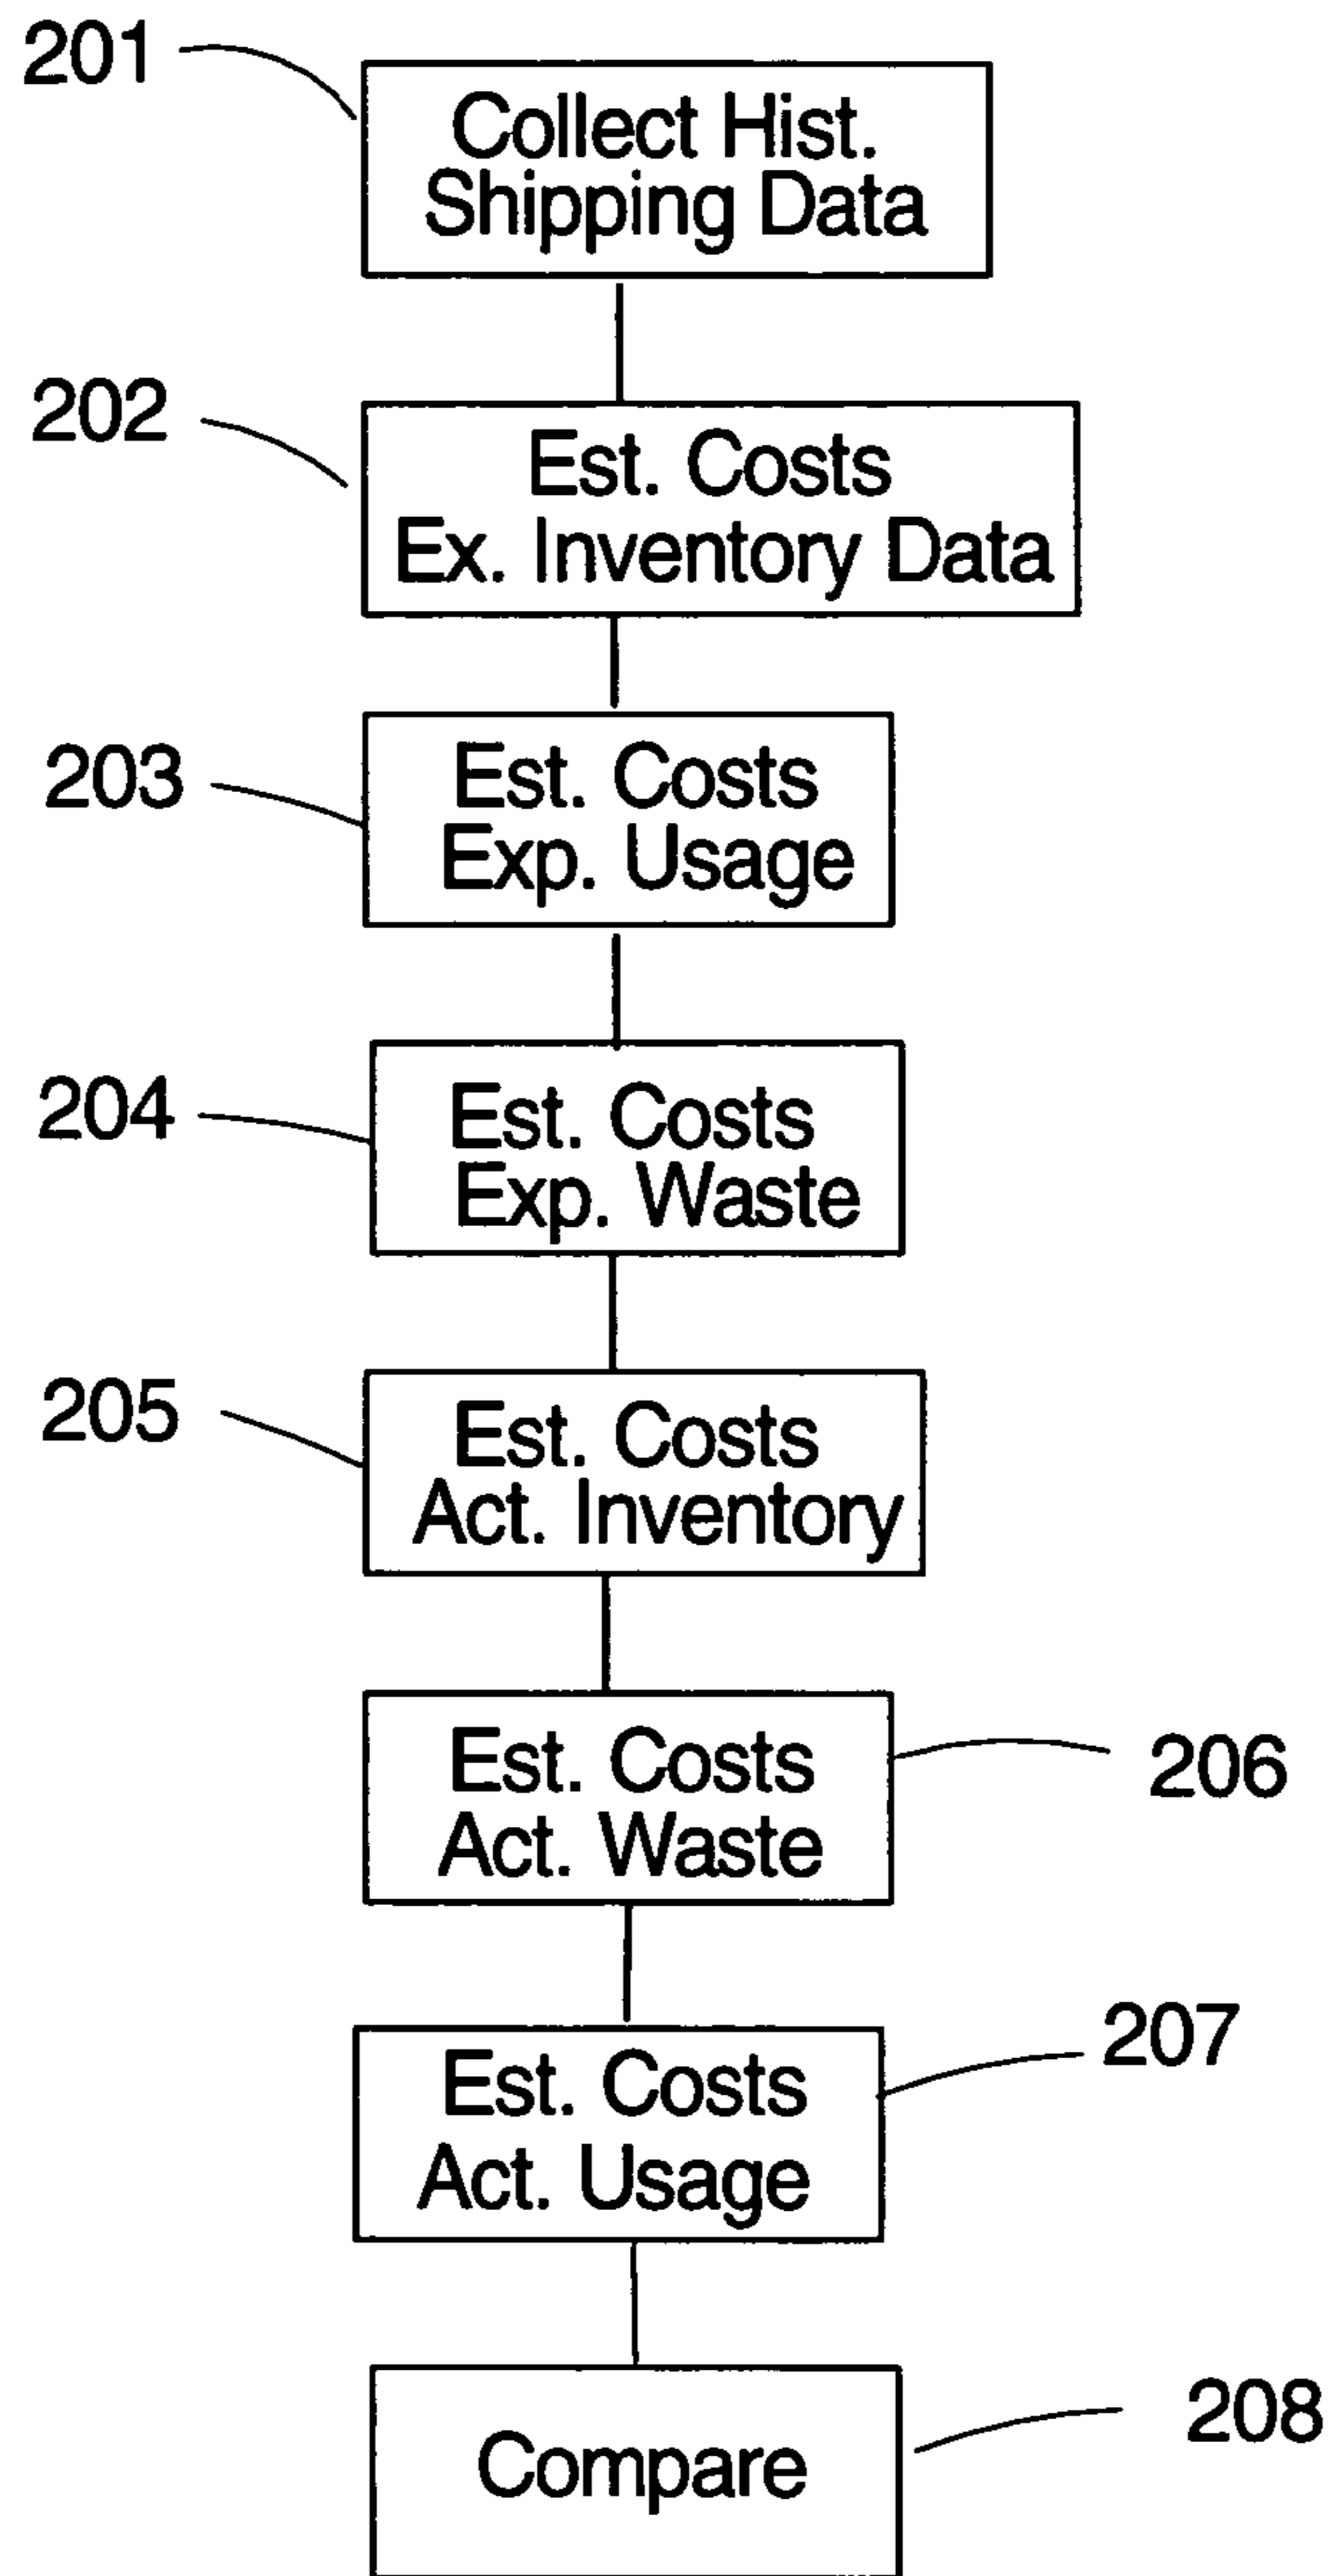 201
Collect Hist.
Shipping Data
202
Est. Costs
Ex. Inventory Data
203
Est. Costs
Exp. Usage
204
Est. Costs
Exp. Waste
205
Est. Costs
Act. Inventory
Est. Costs
Act. Waste
206
Est. Costs
Act. Usage
207
Compare
208